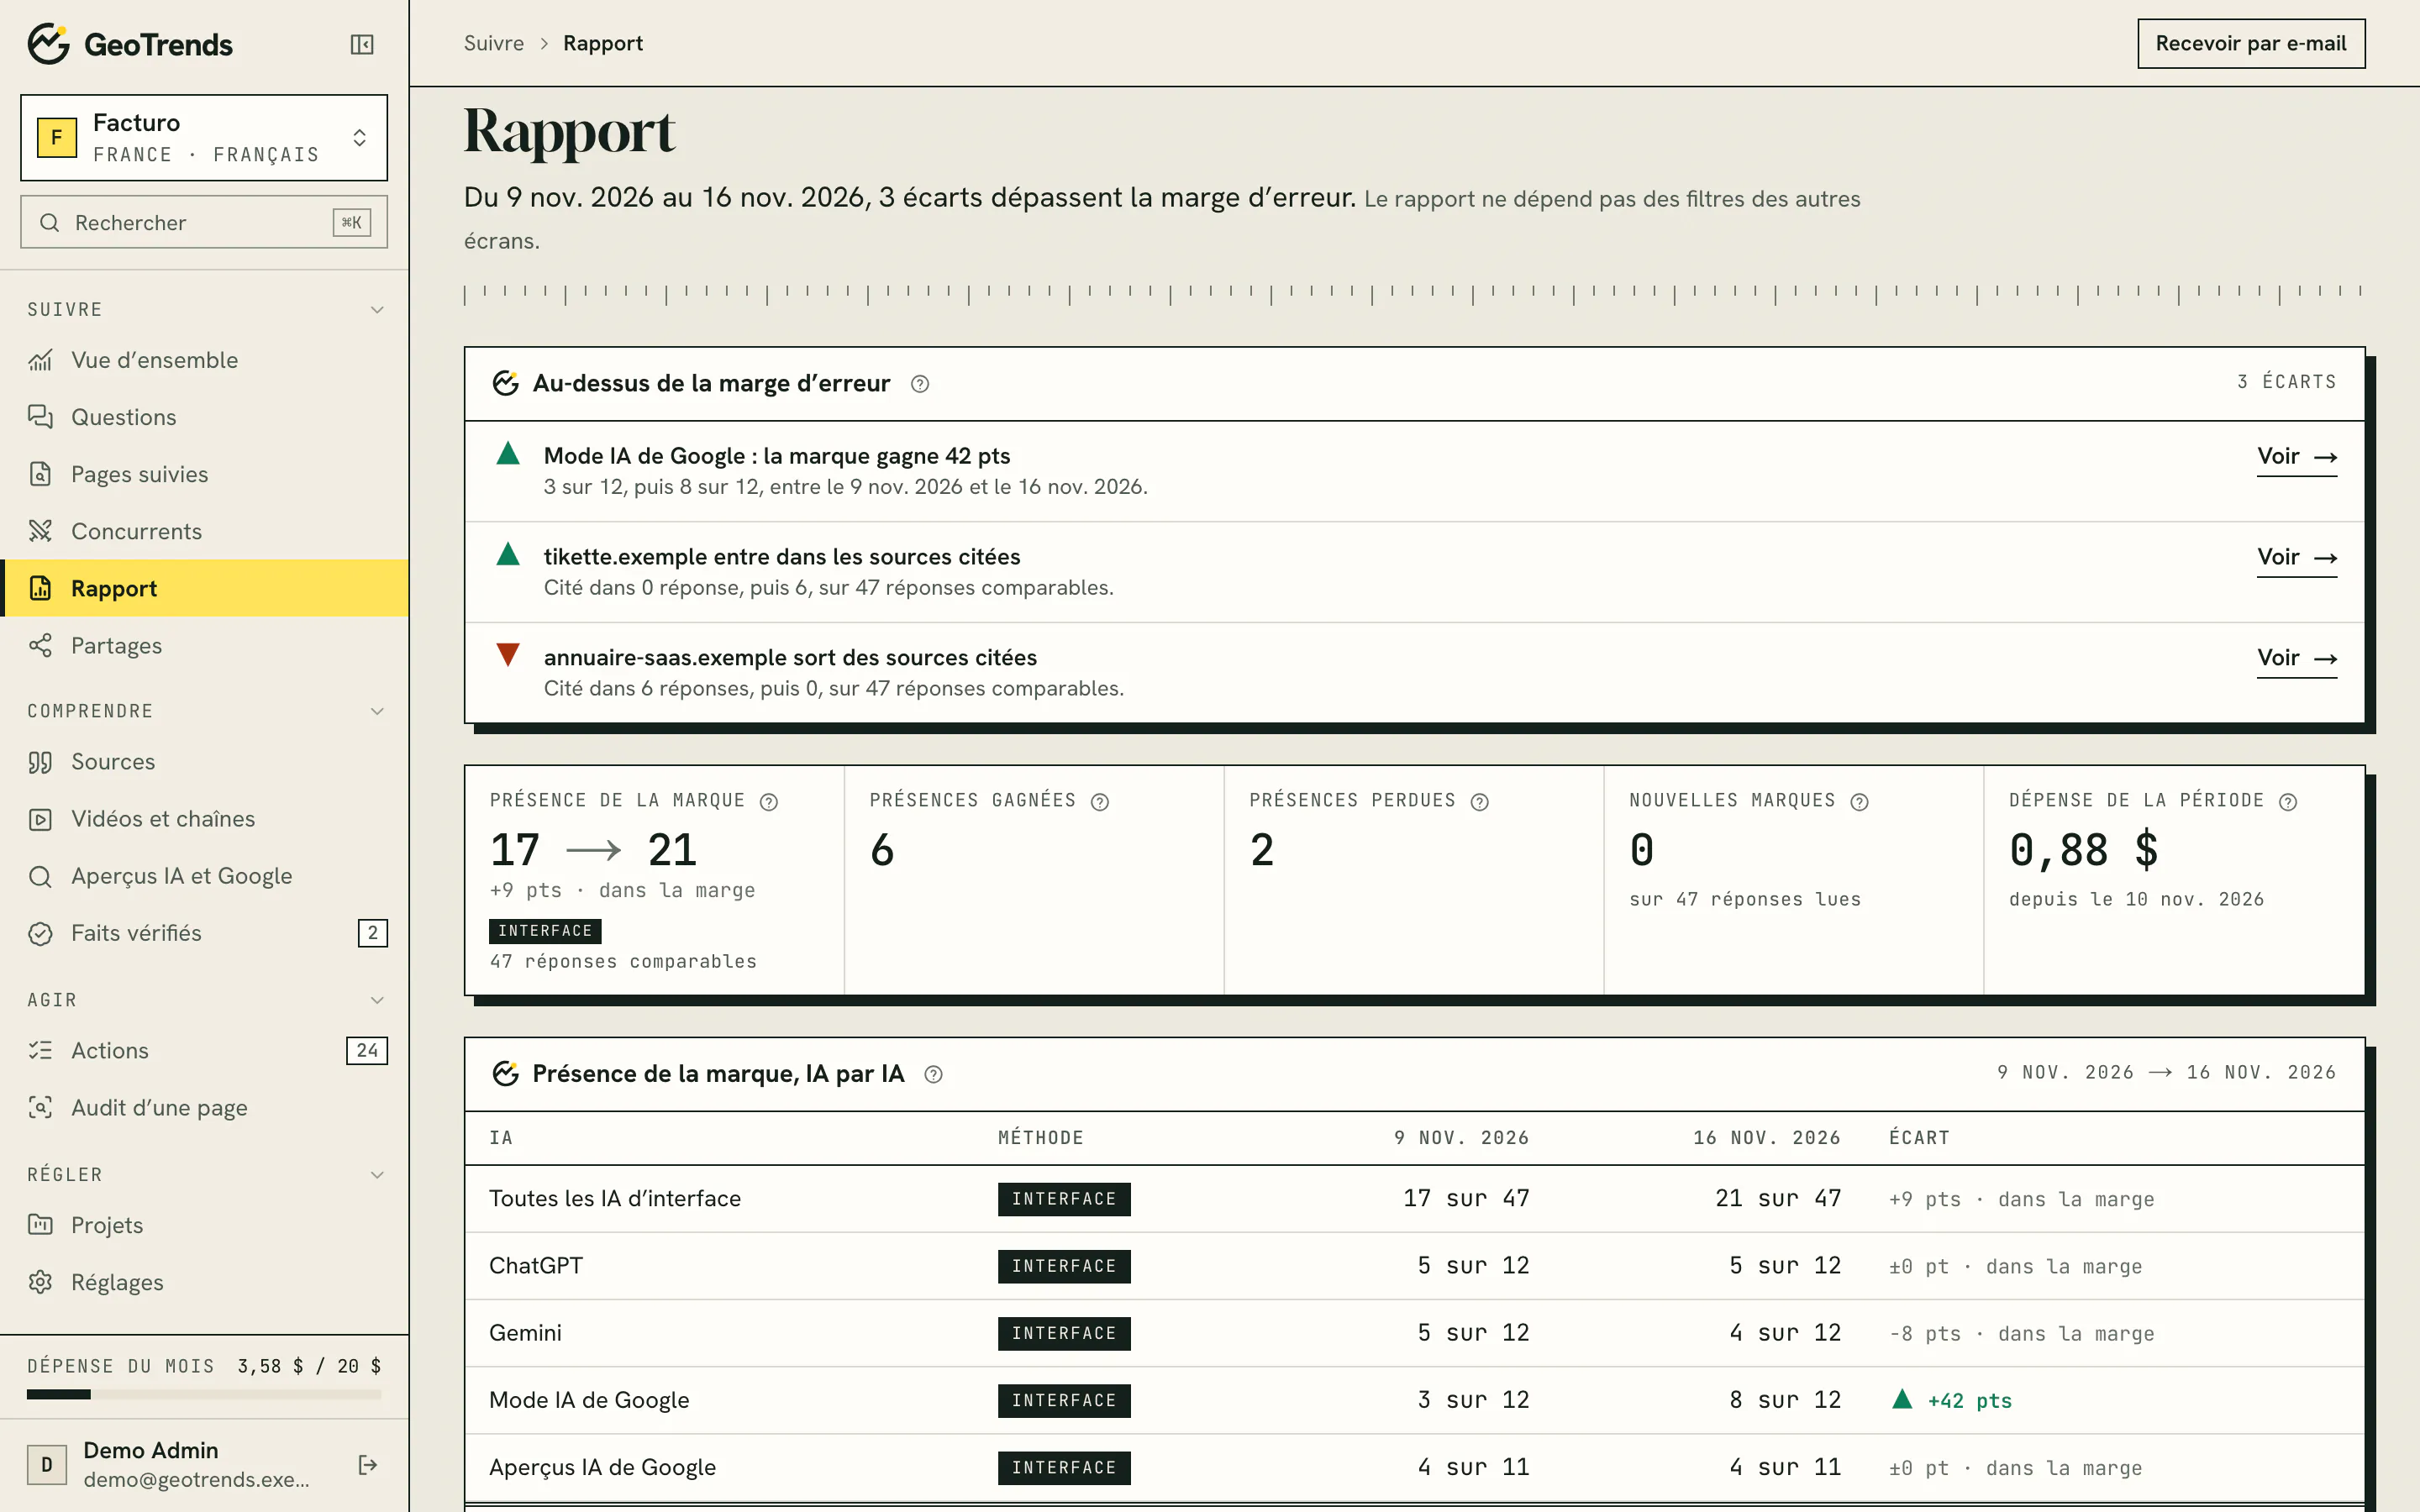 GeoTrends
F
Facturo
FRANCE · FRANÇAIS
Rechercher
⌘K
SUIVRE
Vue d’ensemble
Questions
Pages suivies
Concurrents
Rapport
Partages
COMPRENDRE
Sources
Vidéos et chaînes
Aperçus IA et Google
Faits vérifiés
2
AGIR
Actions
24
Audit d’une page
RÉGLER
Projets
Réglages
DÉPENSE DU MOIS 3,58 $ / 20 $
D
Demo Admin
demo@geotrends.exe...
Suivre > Rapport
Recevoir par e-mail
Rapport
Du 9 nov. 2026 au 16 nov. 2026, 3 écarts dépassent la marge d’erreur. Le rapport ne dépend pas des filtres des autres
écrans.
Au-dessus de la marge d’erreur ?
3 ÉCARTS
Mode IA de Google : la marque gagne 42 pts
3 sur 12, puis 8 sur 12, entre le 9 nov. 2026 et le 16 nov. 2026.
Voir →
tikette.exemple entre dans les sources citées
Cité dans 0 réponse, puis 6, sur 47 réponses comparables.
Voir →
annuaire-saas.exemple sort des sources citées
Cité dans 6 réponses, puis 0, sur 47 réponses comparables.
Voir →
PRÉSENCE DE LA MARQUE ?
17 → 21
+9 pts · dans la marge
INTERFACE
47 réponses comparables
PRÉSENCES GAGNÉES ?
6
PRÉSENCES PERDUES ?
2
NOUVELLES MARQUES ?
0
sur 47 réponses lues
DÉPENSE DE LA PÉRIODE ?
0,88 $
depuis le 10 nov. 2026
Présence de la marque, IA par IA ?
9 NOV. 2026 → 16 NOV. 2026
IA MÉTHODE 9 NOV. 2026 16 NOV. 2026 ÉCART
Toutes les IA d’interface INTERFACE 17 sur 47 21 sur 47 +9 pts · dans la marge
ChatGPT INTERFACE 5 sur 12 5 sur 12 ±0 pt · dans la marge
Gemini INTERFACE 5 sur 12 4 sur 12 -8 pts · dans la marge
Mode IA de Google INTERFACE 3 sur 12 8 sur 12 ▲ +42 pts
Aperçus IA de Google INTERFACE 4 sur 11 4 sur 11 ±0 pt · dans la marge